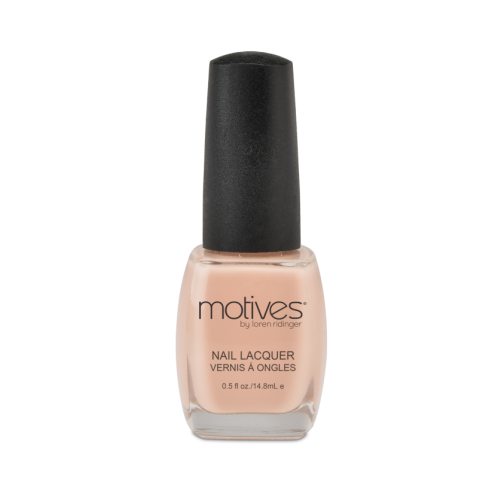 motives®
by loren ridinger
NAIL LACQUER
VERNIS À ONGLES
0.5 fl oz./14.8mL e